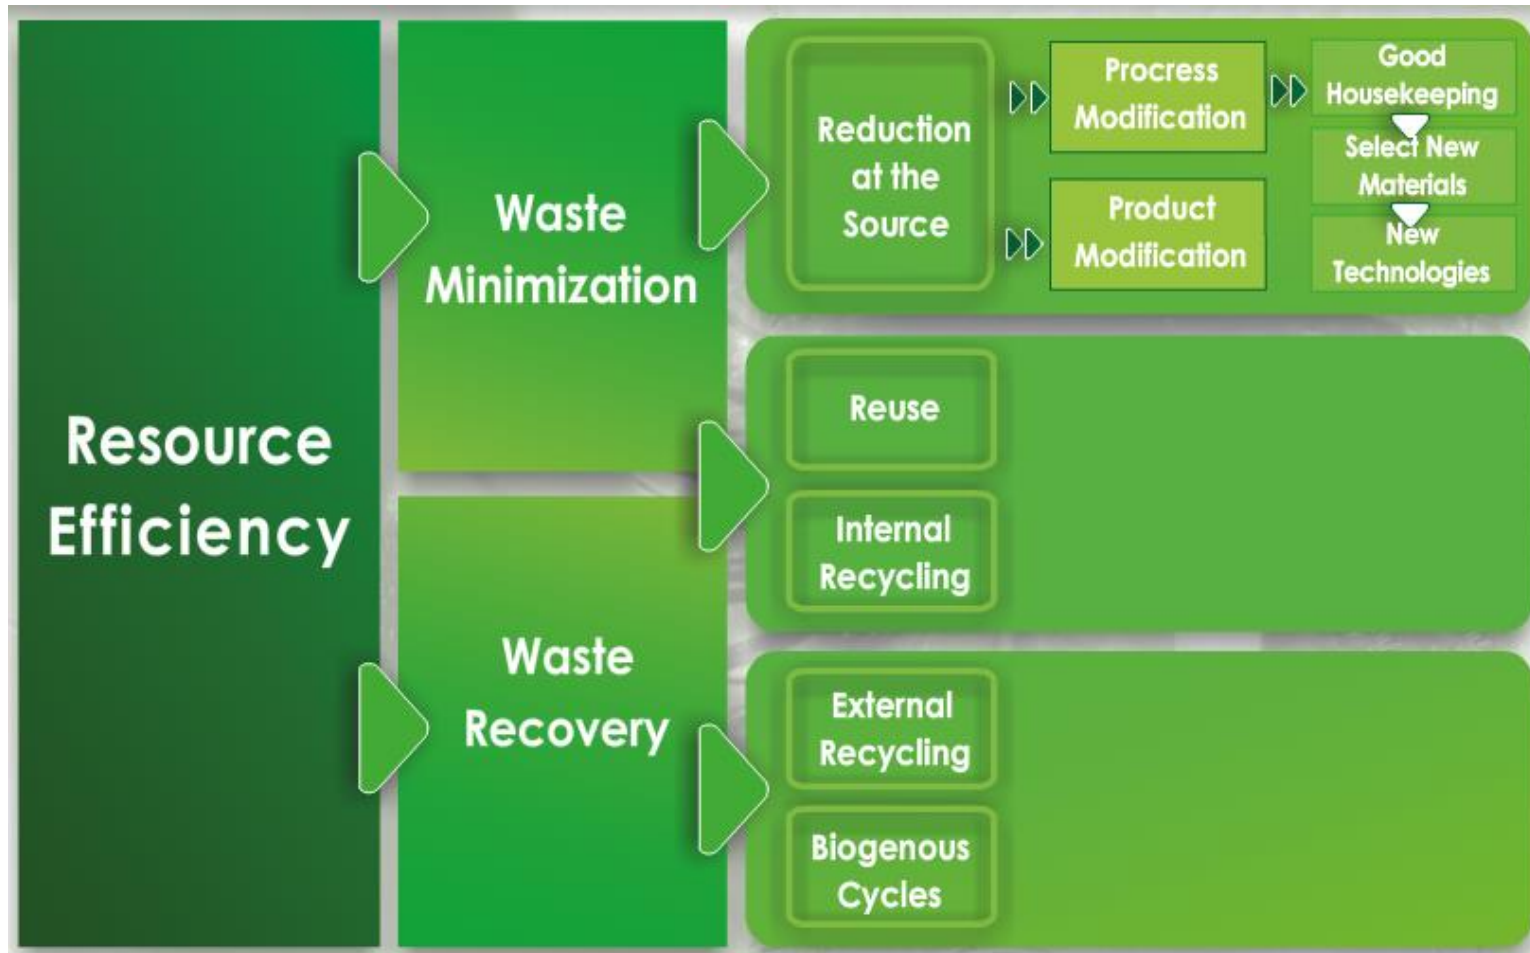 Resource
Efficiency
Waste
Minimization
Waste
Recovery
Reduction
at the
Source
Procress
Modification
Product
Modification
Good
Housekeeping
Select New
Materials
New
Technologies
Reuse
Internal
Recycling
External
Recycling
Biogenous
Cycles